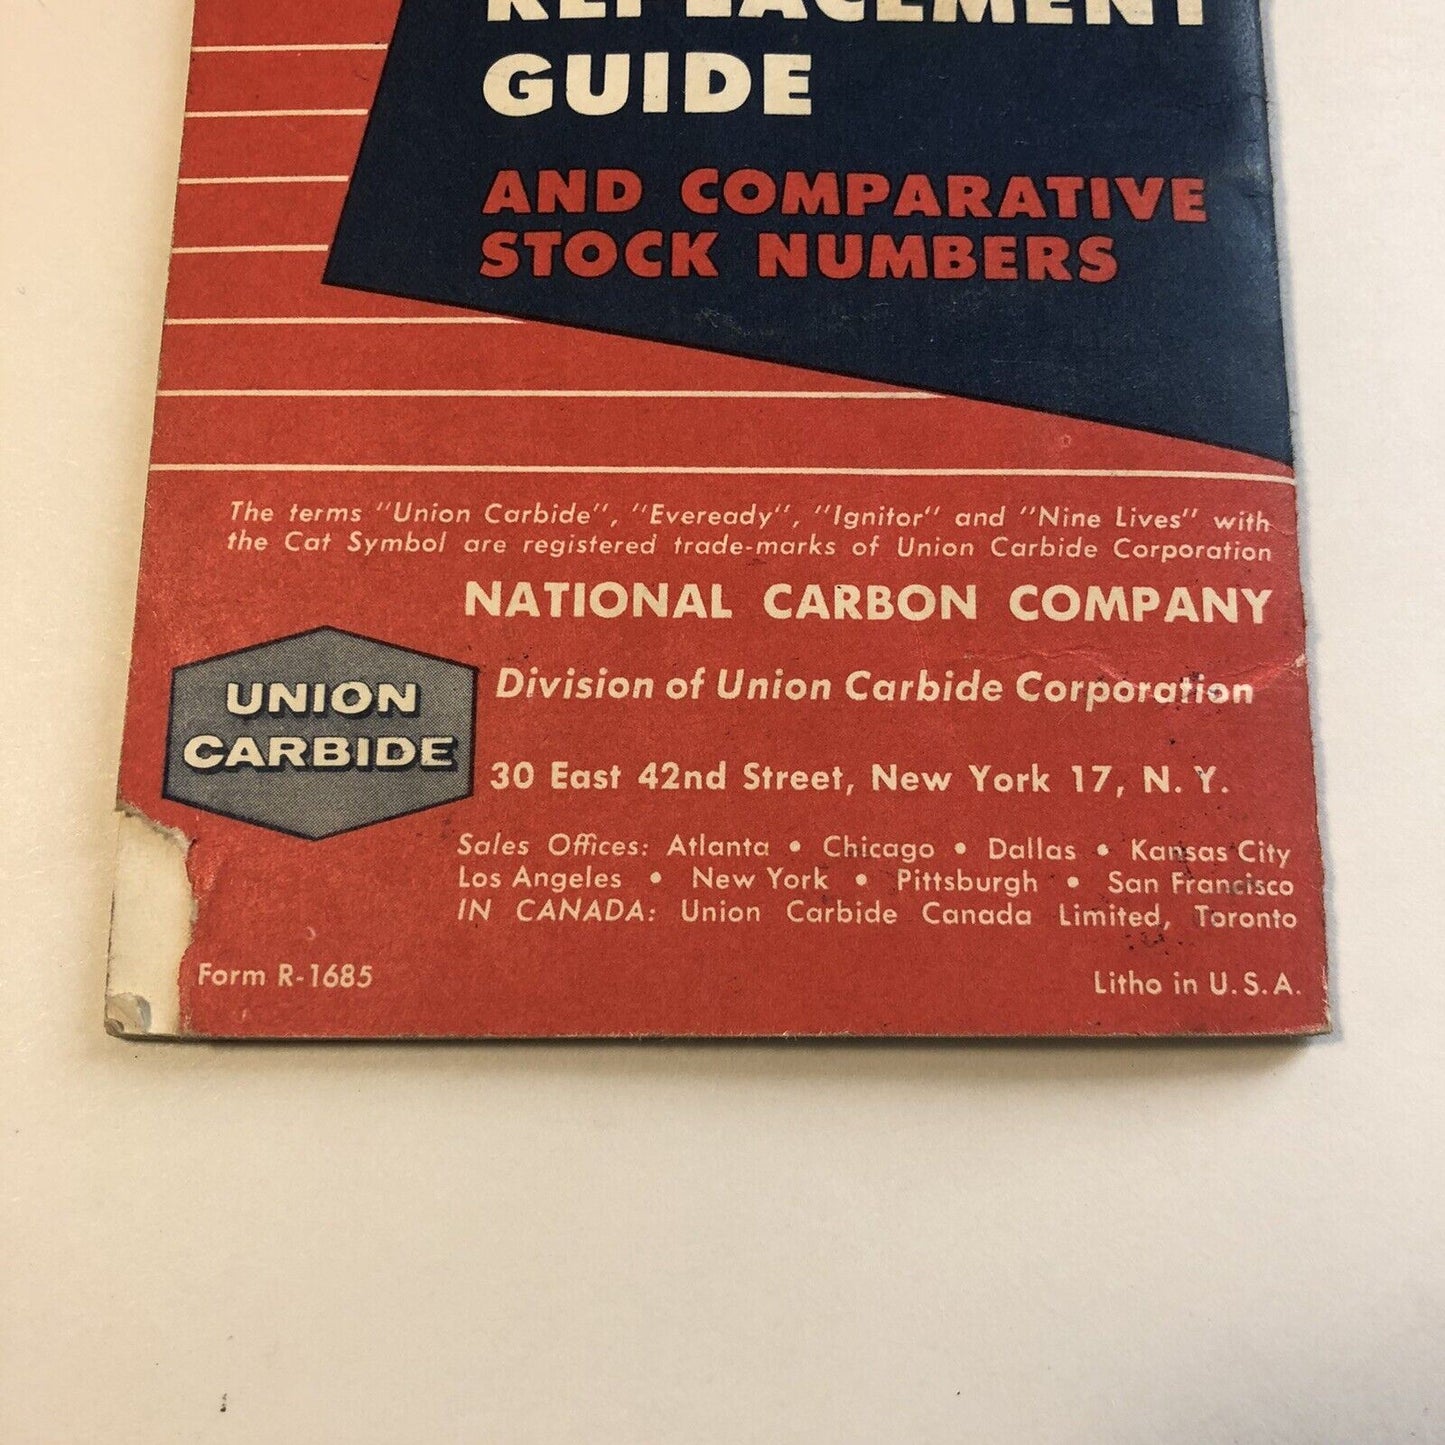 REPLACEMENT
GUIDE
AND COMPARATIVE
STOCK NUMBERS
The terms "Union Carbide", "Eveready", "Ignitor" and "Nine Lives" with
the Cat Symbol are registered trade-marks of Union Carbide Corporation
NATIONAL CARBON COMPANY
Division of Union Carbide Corporation
30 East 42nd Street, New York 17, N. Y.
UNION
CARBIDE
Sales Offices: Atlanta • Chicago • Dallas • Kansas City
Los Angeles • New York • Pittsburgh • San Francisco
IN CANADA: Union Carbide Canada Limited, Toronto
Form R-1685
Litho in U.S.A.